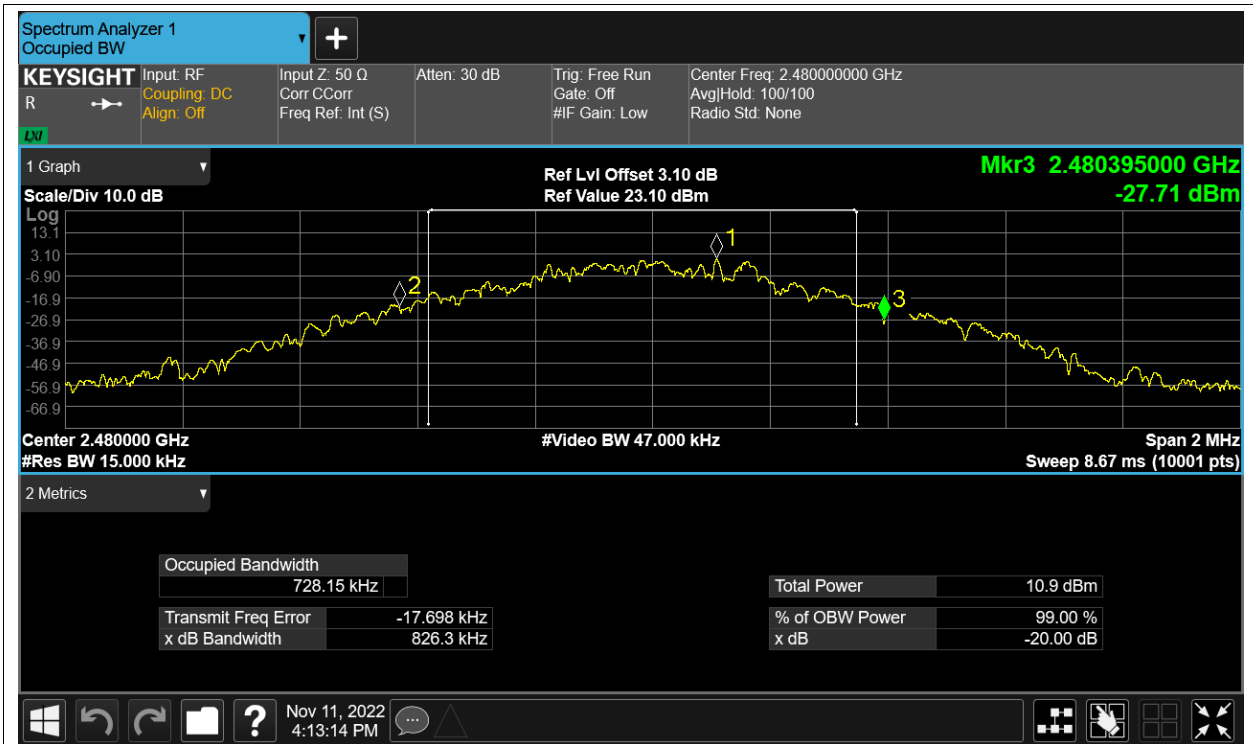 Spectrum Analyzer 1
Occupied BW
KEYSIGHT
R
LXI
Input: RF
Coupling: DC
Align: Off
Input Z: 50 Ω
Corr CCorr
Freq Ref: Int (S)
Atten: 30 dB
Trig: Free Run
Gate: Off
#IF Gain: Low
Center Freq: 2.480000000 GHz
Avg|Hold: 100/100
Radio Std: None
1 Graph
Scale/Div 10.0 dB
Ref Lvl Offset 3.10 dB
Ref Value 23.10 dBm
Mkr3 2.480395000 GHz
-27.71 dBm
Log
13.1
3.10
-6.90
-16.9
-26.9
-36.9
-46.9
-56.9
-66.9
1
2
3
Center 2.480000 GHz
#Res BW 15.000 kHz
#Video BW 47.000 kHz
Span 2 MHz
Sweep 8.67 ms (10001 pts)
2 Metrics
Occupied Bandwidth
728.15 kHz
Transmit Freq Error -17.698 kHz
x dB Bandwidth 826.3 kHz
Total Power 10.9 dBm
% of OBW Power 99.00 %
x dB -20.00 dB
?
Nov 11, 2022
4:13:14 PM